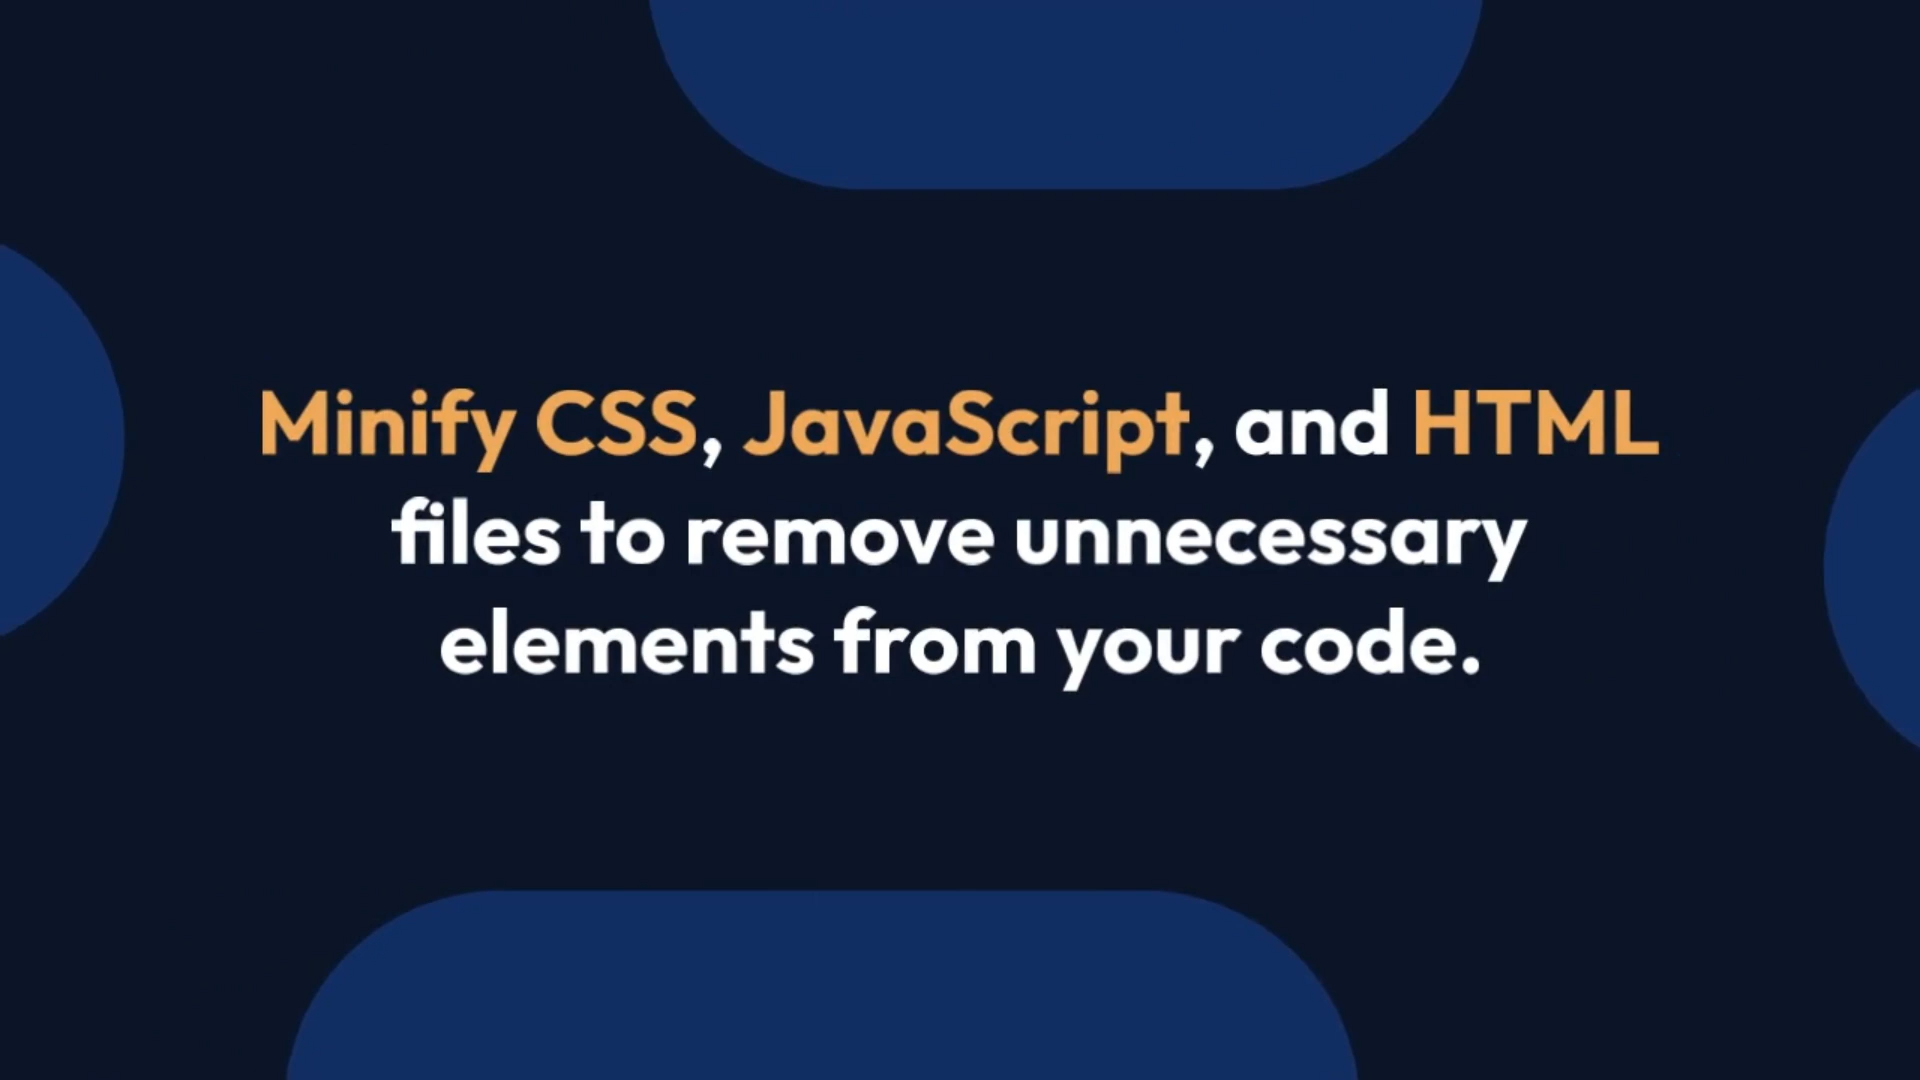 Minify CSS, JavaScript, and HTML
files to remove unnecessary
elements from your code.